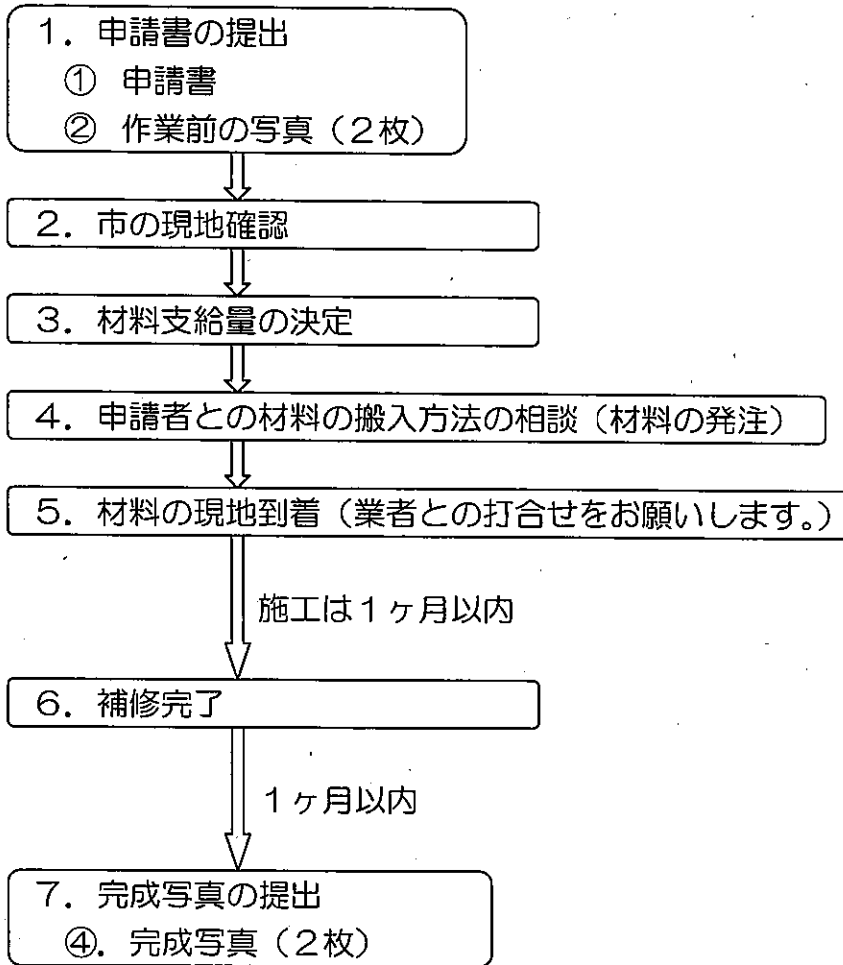 1．申請書の提出
① 申請書
② 作業前の写真（2枚）
2．市の現地確認
3．材料支給量の決定
4．申請者との材料の搬入方法の相談（材料の発注）
5．材料の現地到着（業者との打合せをお願いします。）
施工は1ヶ月以内
6．補修完了
1ヶ月以内
7．完成写真の提出
④．完成写真（2枚）